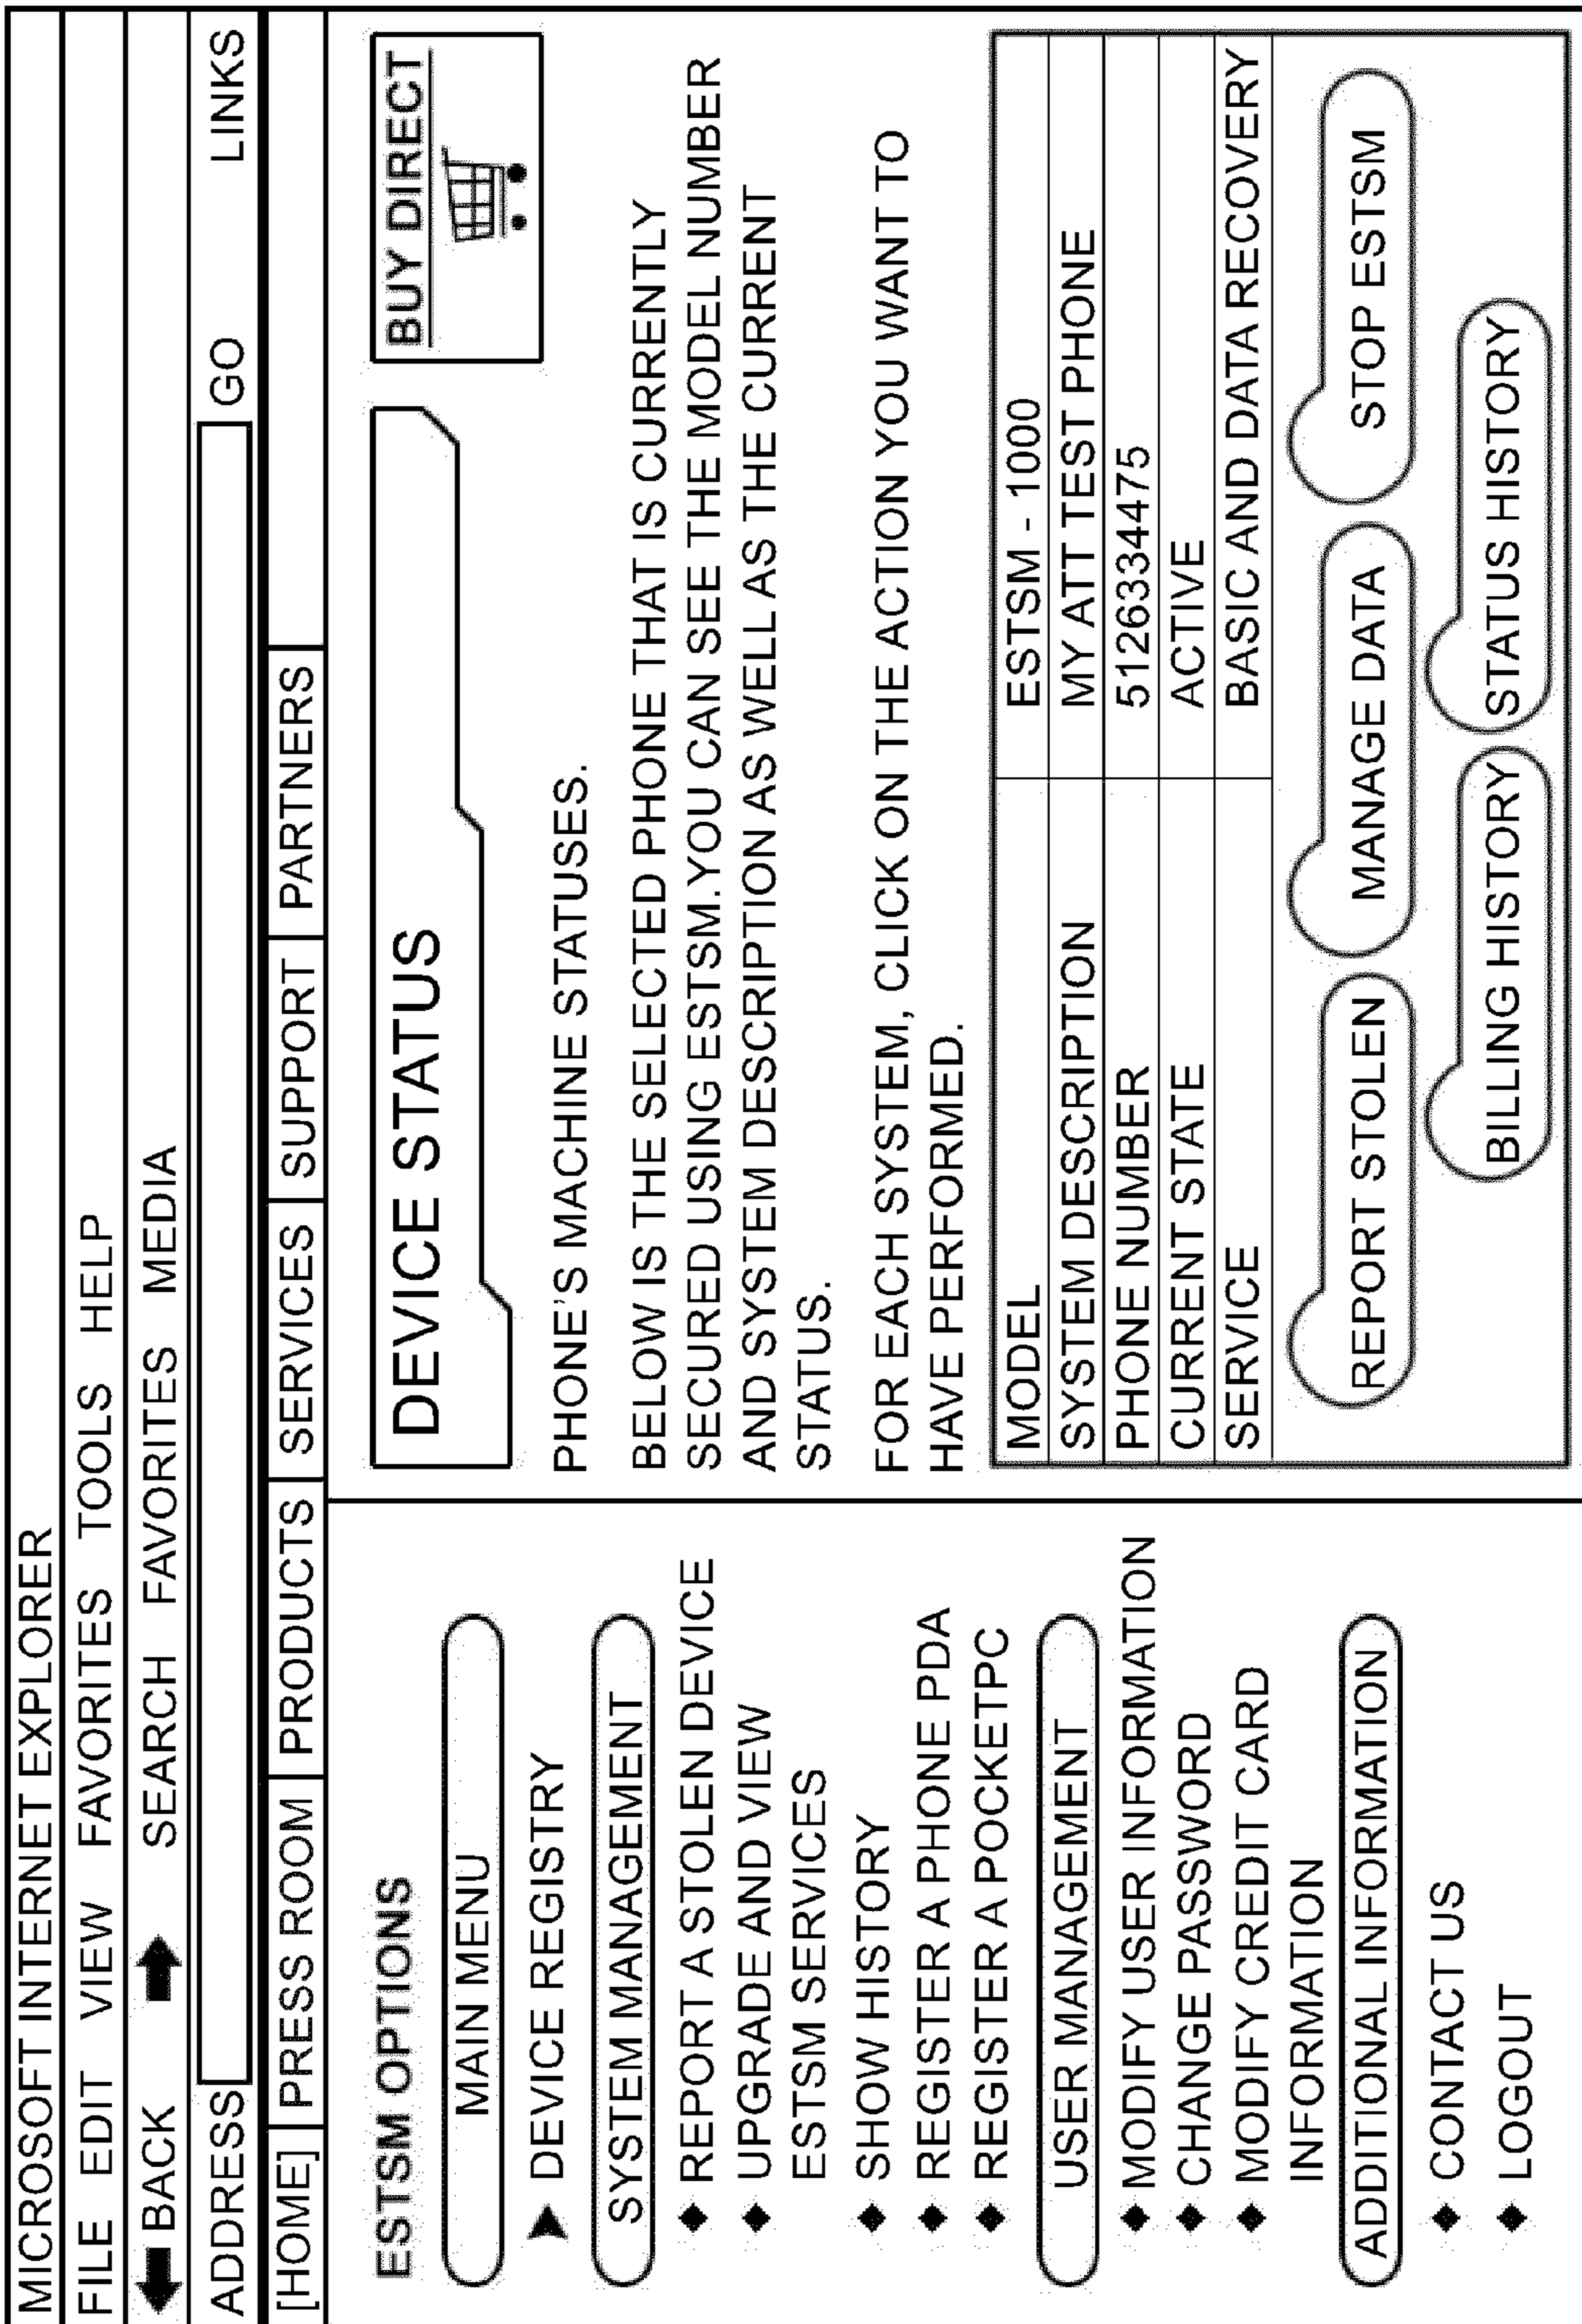 MICROSOFT INTERNET EXPLORER
FILE EDIT VIEW FAVORITES TOOLS HELP
BACK SEARCH FAVORITES MEDIA
ADDRESS GO LINKS
[HOME] PRESS ROOM PRODUCTS SERVICES SUPPORT PARTNERS
ESTSM OPTIONS
MAIN MENU
DEVICE REGISTRY
SYSTEM MANAGEMENT
REPORT A STOLEN DEVICE
UPGRADE AND VIEW
ESTSM SERVICES
SHOW HISTORY
REGISTER A PHONE PDA
REGISTER A POCKETPC
USER MANAGEMENT
MODIFY USER INFORMATION
CHANGE PASSWORD
MODIFY CREDIT CARD
INFORMATION
ADDITIONAL INFORMATION
CONTACT US
LOGOUT
DEVICE STATUS
BUY DIRECT
PHONE'S MACHINE STATUSES.
BELOW IS THE SELECTED PHONE THAT IS CURRENTLY
SECURED USING ESTSM.YOU CAN SEE THE MODEL NUMBER
AND SYSTEM DESCRIPTION AS WELL AS THE CURRENT
STATUS.
FOR EACH SYSTEM, CLICK ON THE ACTION YOU WANT TO
HAVE PERFORMED.
MODEL ESTSM - 1000
SYSTEM DESCRIPTION MY ATT TEST PHONE
PHONE NUMBER 5126334475
CURRENT STATE ACTIVE
SERVICE BASIC AND DATA RECOVERY
REPORT STOLEN MANAGE DATA STOP ESTSM
BILLING HISTORY STATUS HISTORY